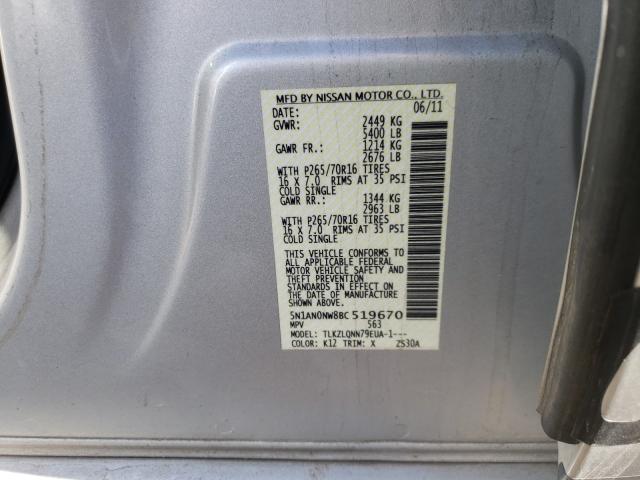 MFD BY NISSAN MOTOR CO., LTD.
DATE: 06/11
GVWR: 2449 KG
5400 LB
GAWR FR.: 1214 KG
2676 LB
WITH P265/70R16 TIRES
16 X 7.0 RIMS AT 35 PSI
COLD SINGLE
GAWR RR.: 1344 KG
2963 LB
WITH P265/70R16 TIRES
16 X 7.0 RIMS AT 35 PSI
COLD SINGLE
THIS VEHICLE CONFORMS TO
ALL APPLICABLE FEDERAL
MOTOR VEHICLE SAFETY AND
THEFT PREVENTION
STANDARDS IN EFFECT ON
THE DATE OF MANUFACTURE
SHOWN ABOVE.
5N1AN0NW8BC519670
MPV 563
MODEL: TLKZLQNN79EUA-1---
COLOR: K12 TRIM: X ZS30A